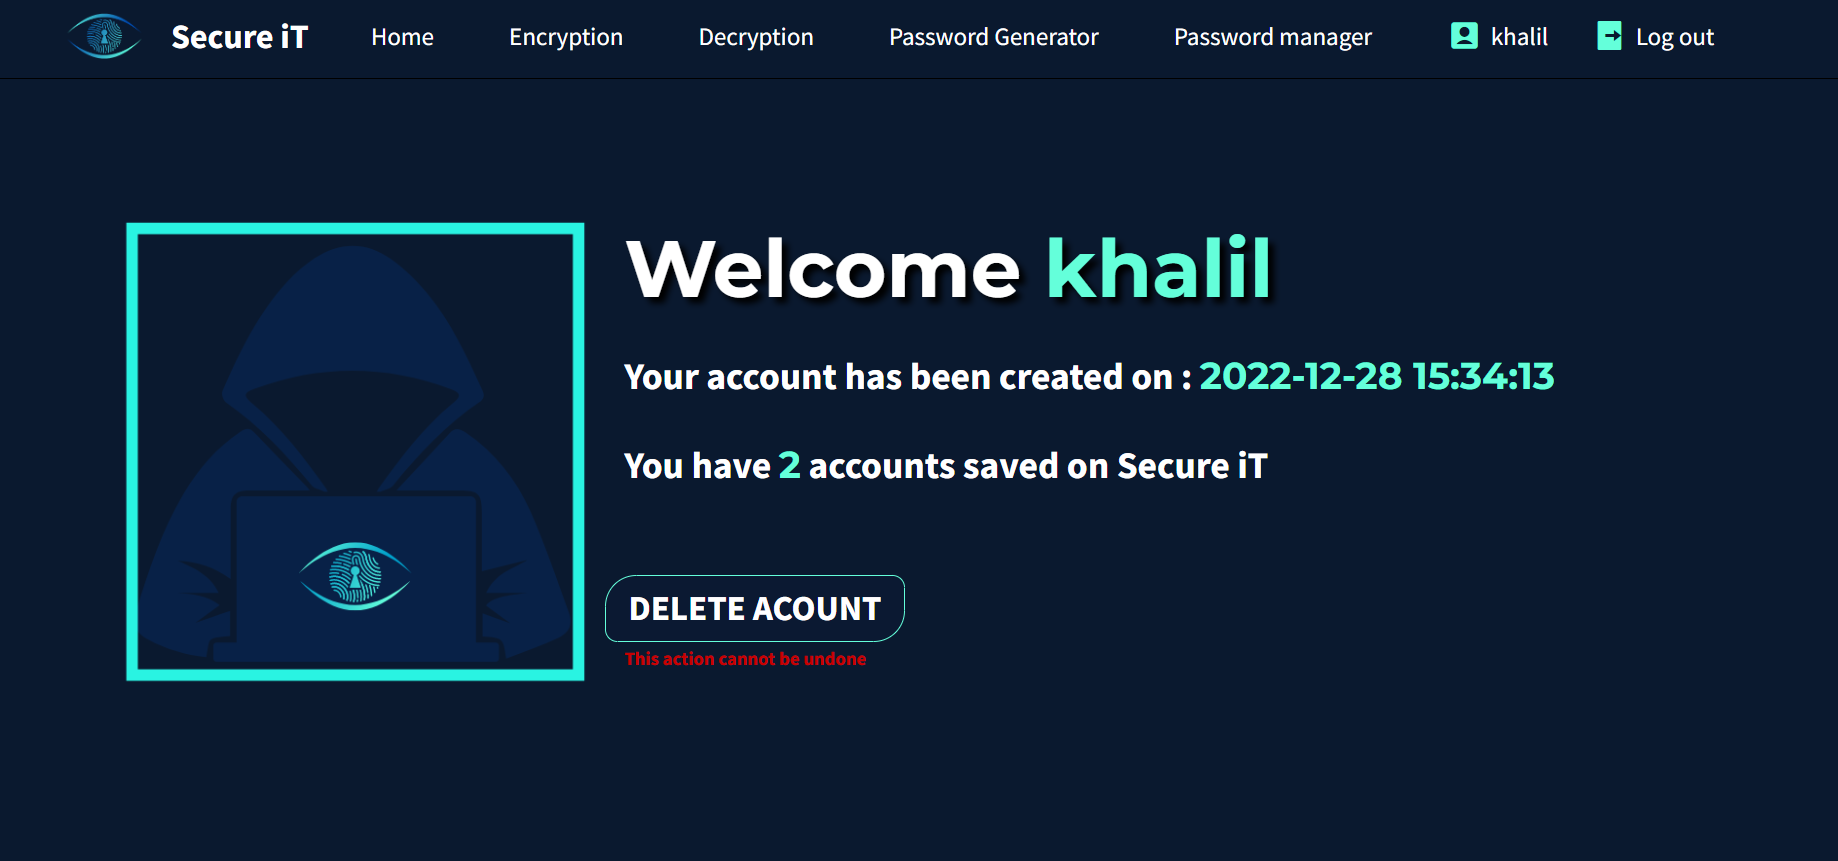 Secure iT Home Encryption Decryption Password Generator Password manager khalil Log out
Welcome khalil
Your account has been created on : 2022-12-28 15:34:13
You have 2 accounts saved on Secure iT
DELETE ACOUNT
This action cannot be undone